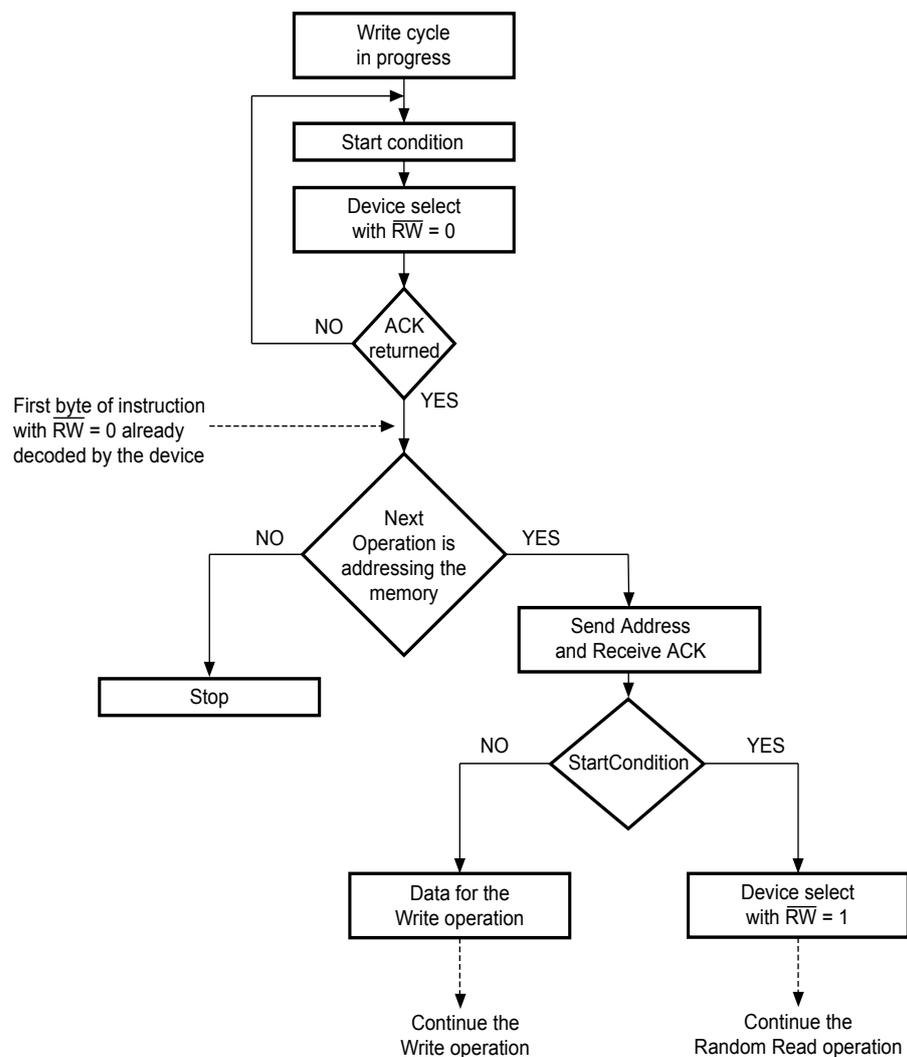 Write cycle
in progress
Start condition
Device select
with R̅W̅ = 0
NO
ACK
returned
YES
First byte of instruction
with R̅W̅ = 0 already
decoded by the device
NO
Next
Operation is
addressing the
memory
YES
Send Address
and Receive ACK
Stop
NO
StartCondition
YES
Data for the
Write operation
Device select
with R̅W̅ = 1
Continue the
Write operation
Continue the
Random Read operation